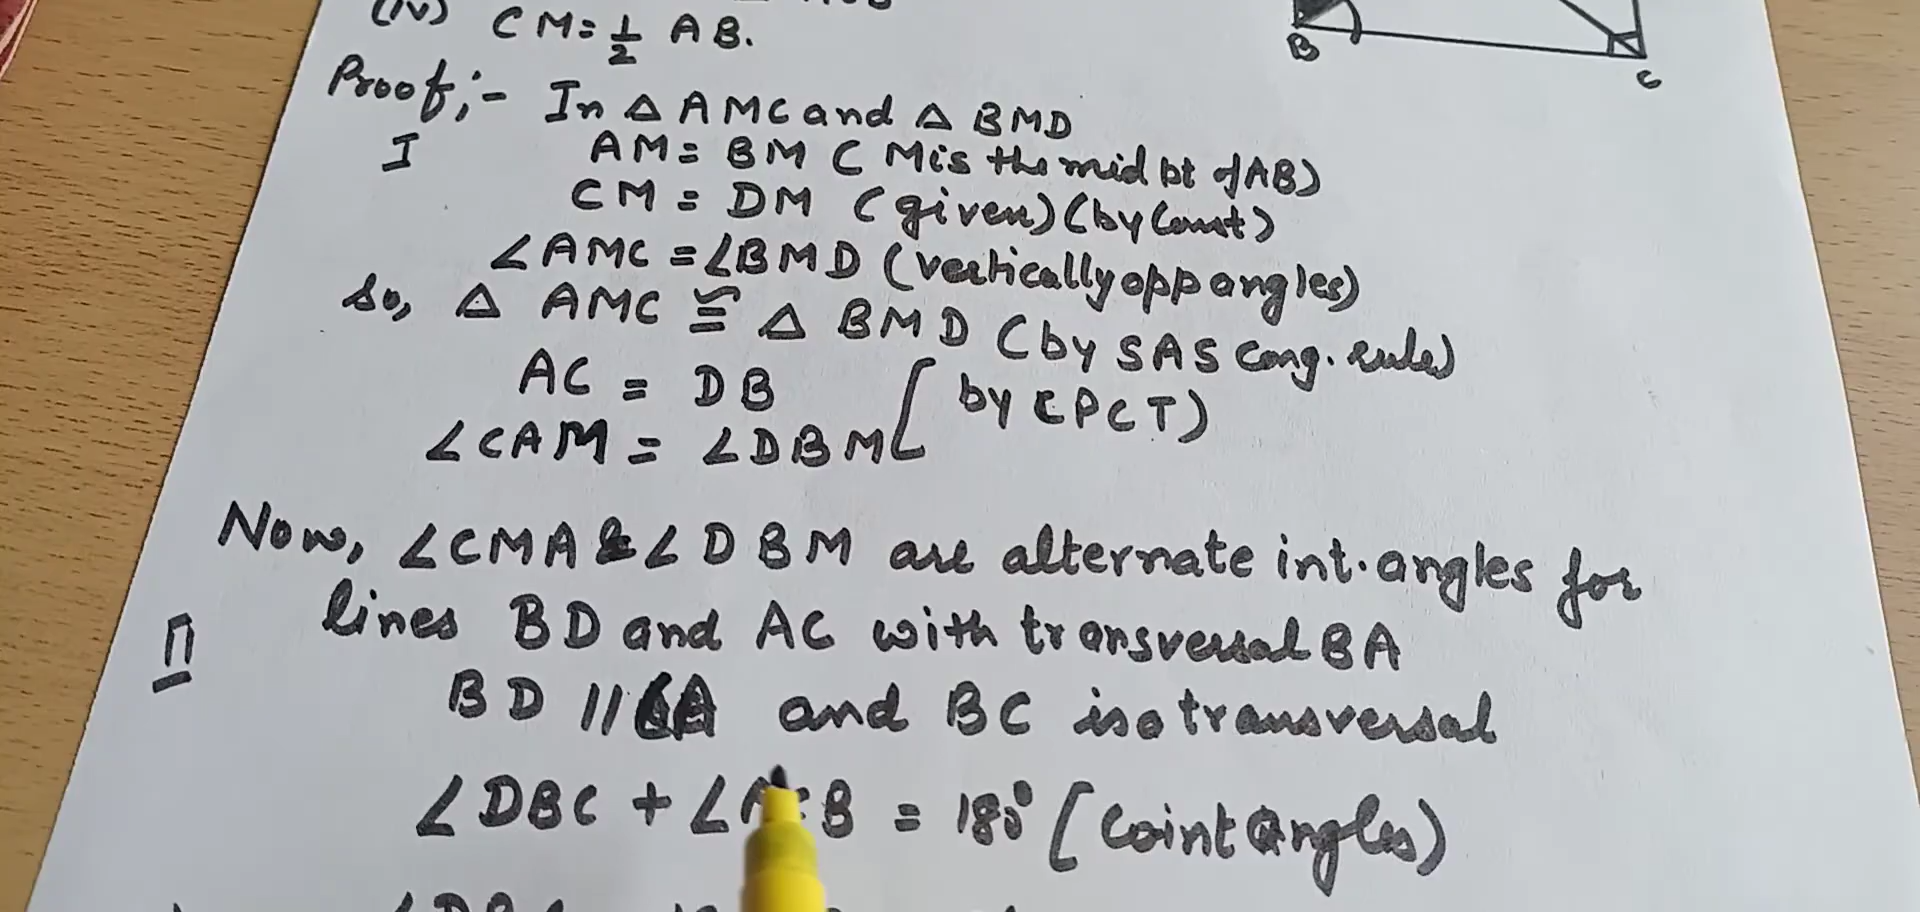 (iv) CM = 1/2 AB.
B
C
Proof:- In △ AMC and △ BMD
I AM = BM ( M is the mid pt of AB)
CM = DM (given) (by Const)
∠AMC = ∠BMD (vertically opp angles)
So, △ AMC ≅ △ BMD (by SAS Cong. rule)
AC = DB
[ by CPCT)
∠CAM = ∠DBM
Now, ∠CMA & ∠DBM are alternate int. angles for
II lines BD and AC with transversal BA
BD || CA and BC is a transversal
∠DBC + ∠ B = 180° [ Coint angles)